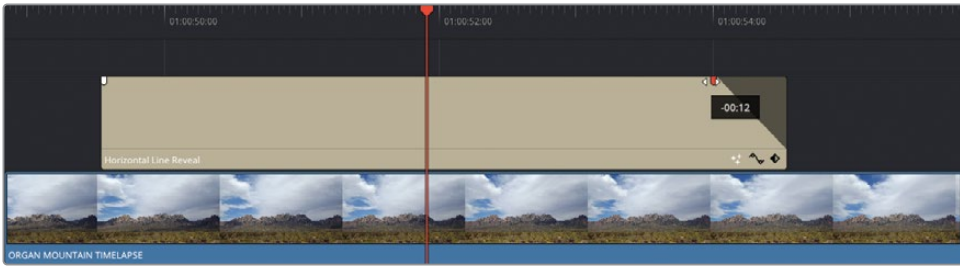 01:00:50:00 01:00:52:00 01:00:54:00
-00:12
Horizontal Line Reveal
ORGAN MOUNTAIN TIMELAPSE